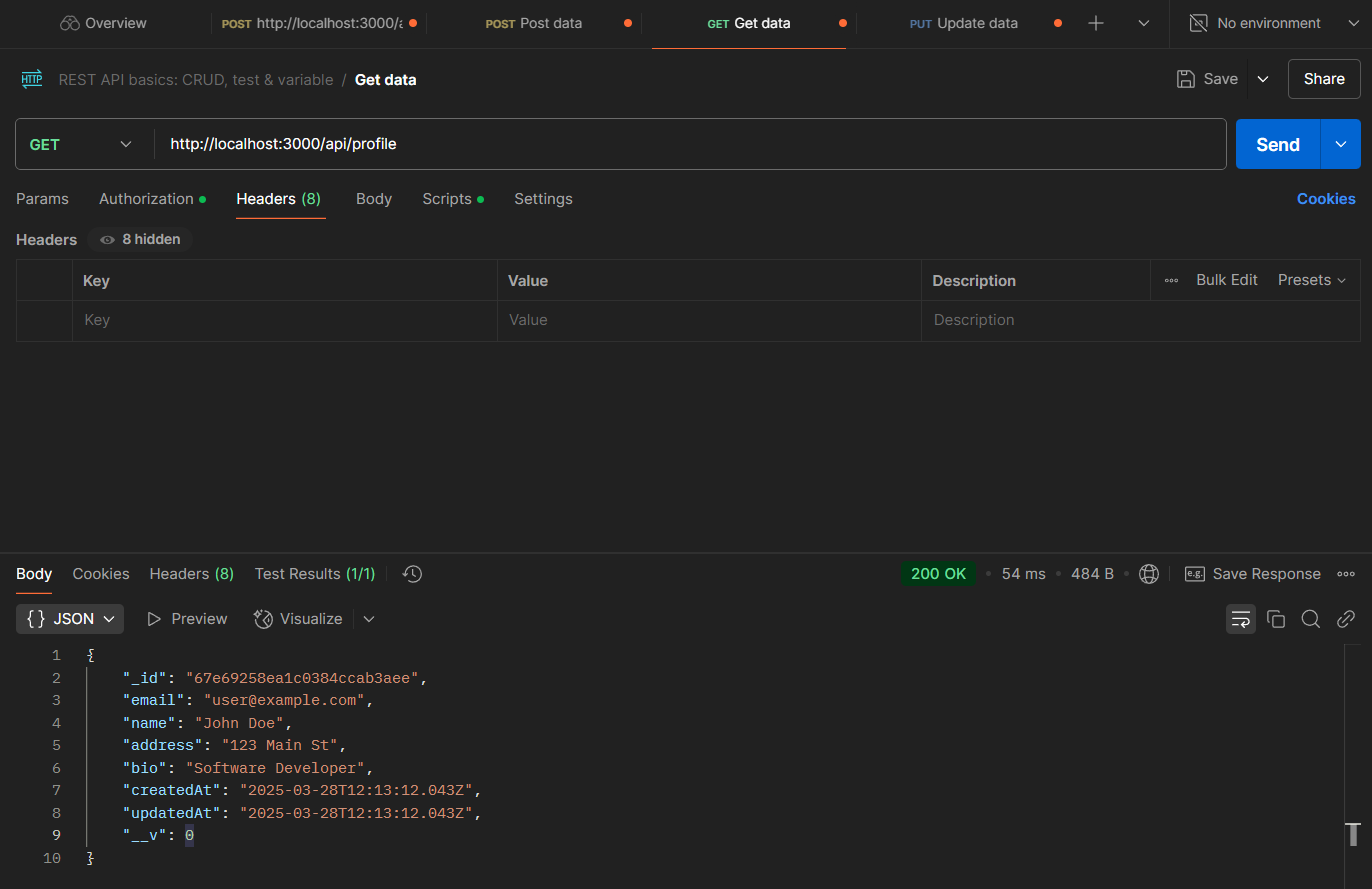 Overview POST http://localhost:3000/a POST Post data GET Get data PUT Update data No environment
HTTP REST API basics: CRUD, test & variable / Get data Save Share
GET http://localhost:3000/api/profile Send
Params Authorization Headers (8) Body Scripts Settings Cookies
Headers 8 hidden
Key Value Description Bulk Edit Presets
Key Value Description
Body Cookies Headers (8) Test Results (1/1) 200 OK 54 ms 484 B e.g. Save Response
{} JSON Preview Visualize
1 {
2 "_id": "67e69258ea1c0384ccab3aee",
3 "email": "user@example.com",
4 "name": "John Doe",
5 "address": "123 Main St",
6 "bio": "Software Developer",
7 "createdAt": "2025-03-28T12:13:12.043Z",
8 "updatedAt": "2025-03-28T12:13:12.043Z",
9 "__v": 0
10 }